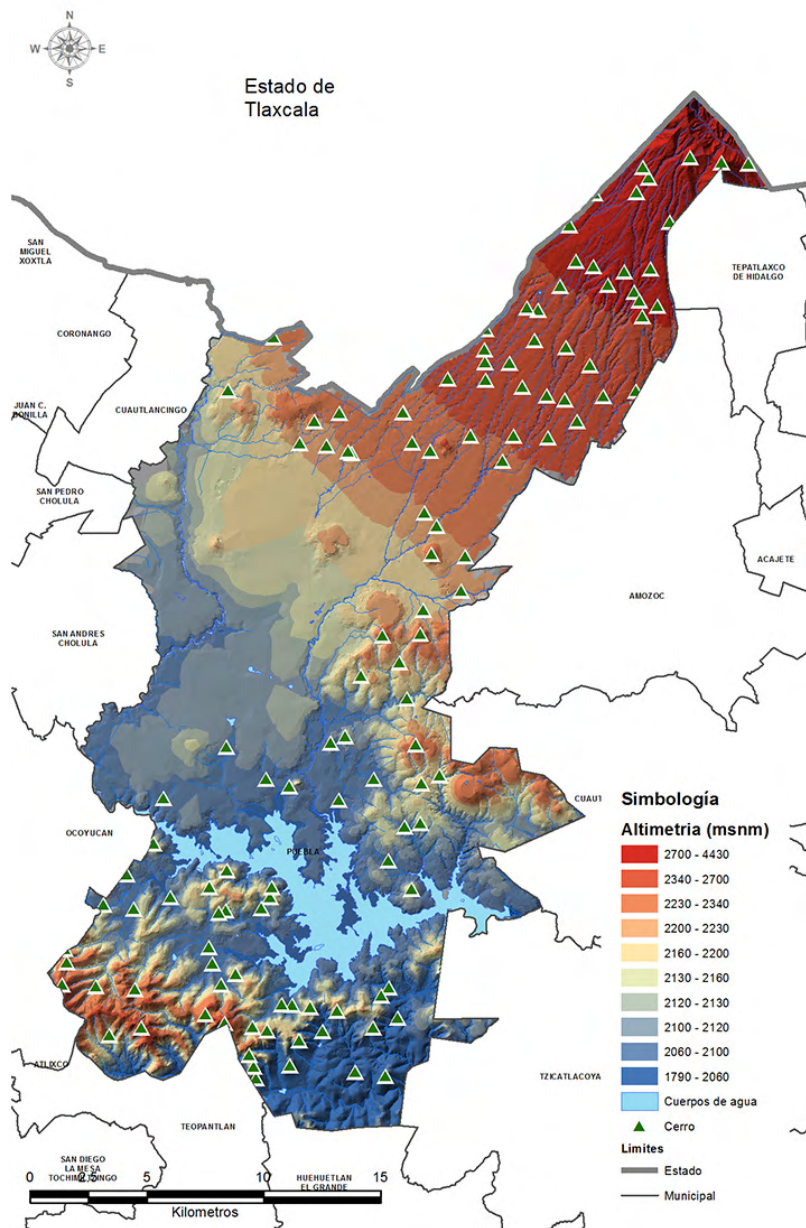 N
W E
S
Estado de
Tlaxcala
SAN
MIGUEL
XOXTLA
TEPATLAXCO
DE HIDALGO
CORONANGO
JUAN C.
BONILLA
CUAUTLANCINGO
SAN PEDRO
CHOLULA
ACAJETE
AMOZOC
SAN ANDRES
CHOLULA
CUAUT
OCOYUCAN
PUEBLA
ATLIXCO
TZICATLACOYA
TEOPANTLAN
SAN DIEGO
LA MESA
TOCHIMILTZINGO
HUEHUETLAN
EL GRANDE
0 2.5 5 10 15
Kilometros
Simbología
Altimetria (msnm)
2700 - 4430
2340 - 2700
2230 - 2340
2200 - 2230
2160 - 2200
2130 - 2160
2120 - 2130
2100 - 2120
2060 - 2100
1790 - 2060
Cuerpos de agua
Cerro
Limites
Estado
Municipal